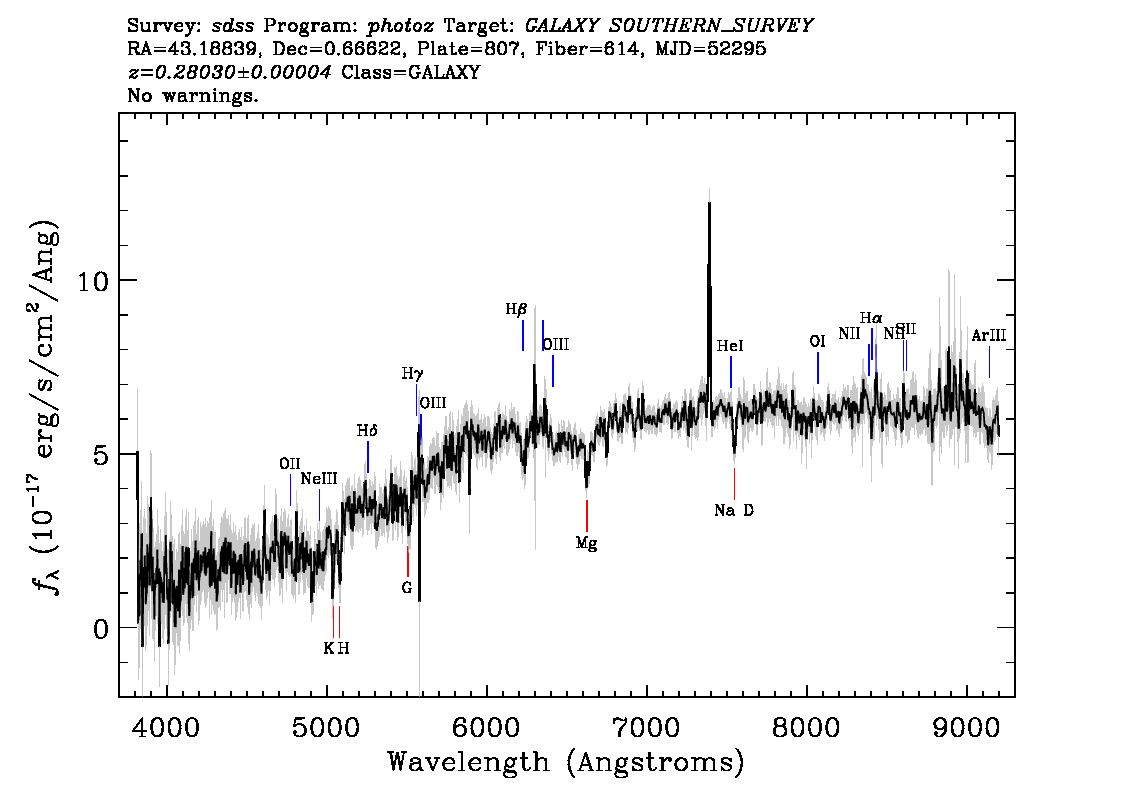 Survey: sdss Program: photoz Target: GALAXY SOUTHERN_SURVEY
RA=43.18839, Dec=0.66622, Plate=807, Fiber=614, MJD=52295
z=0.28030±0.00004 Class=GALAXY
No warnings.
f_λ (10^−17 erg/s/cm^2/Ang)
10
5
0
Hβ
OIII
Hγ
OIII
Hδ
OII
NeIII
HeI
OI
NII
Hα
NII
SII
ArIII
K H
G
Mg
Na D
4000 5000 6000 7000 8000 9000
Wavelength (Angstroms)